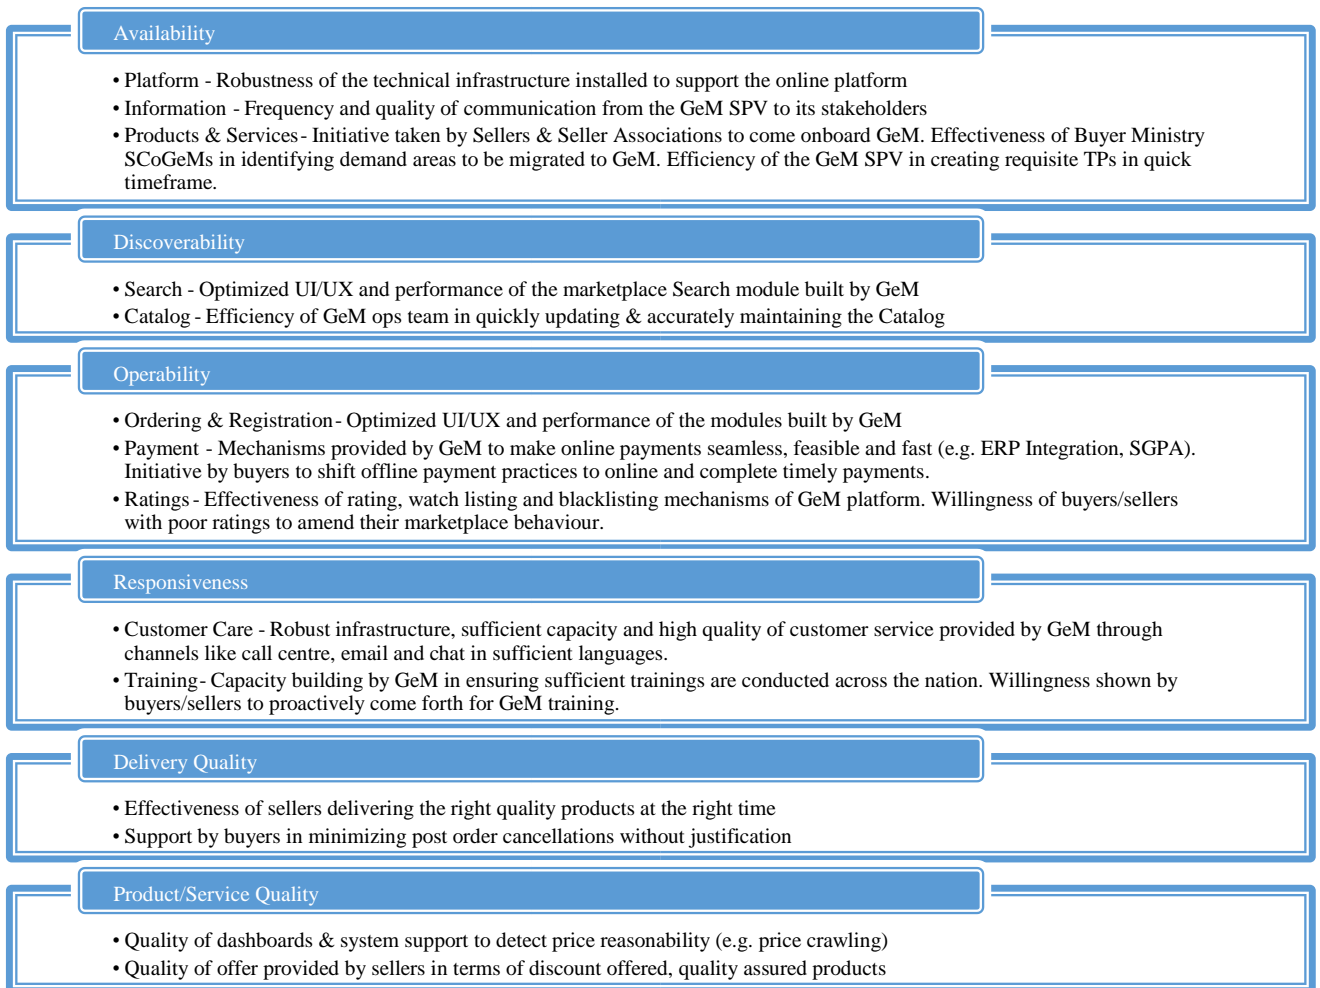 Availability
• Platform - Robustness of the technical infrastructure installed to support the online platform
• Information - Frequency and quality of communication from the GeM SPV to its stakeholders
• Products & Services- Initiative taken by Sellers & Seller Associations to come onboard GeM. Effectiveness of Buyer Ministry
SCoGeMs in identifying demand areas to be migrated to GeM. Efficiency of the GeM SPV in creating requisite TPs in quick
timeframe.
Discoverability
• Search - Optimized UI/UX and performance of the marketplace Search module built by GeM
• Catalog - Efficiency of GeM ops team in quickly updating & accurately maintaining the Catalog
Operability
• Ordering & Registration- Optimized UI/UX and performance of the modules built by GeM
• Payment - Mechanisms provided by GeM to make online payments seamless, feasible and fast (e.g. ERP Integration, SGPA).
Initiative by buyers to shift offline payment practices to online and complete timely payments.
• Ratings - Effectiveness of rating, watch listing and blacklisting mechanisms of GeM platform. Willingness of buyers/sellers
with poor ratings to amend their marketplace behaviour.
Responsiveness
• Customer Care - Robust infrastructure, sufficient capacity and high quality of customer service provided by GeM through
channels like call centre, email and chat in sufficient languages.
• Training- Capacity building by GeM in ensuring sufficient trainings are conducted across the nation. Willingness shown by
buyers/sellers to proactively come forth for GeM training.
Delivery Quality
• Effectiveness of sellers delivering the right quality products at the right time
• Support by buyers in minimizing post order cancellations without justification
Product/Service Quality
• Quality of dashboards & system support to detect price reasonability (e.g. price crawling)
• Quality of offer provided by sellers in terms of discount offered, quality assured products